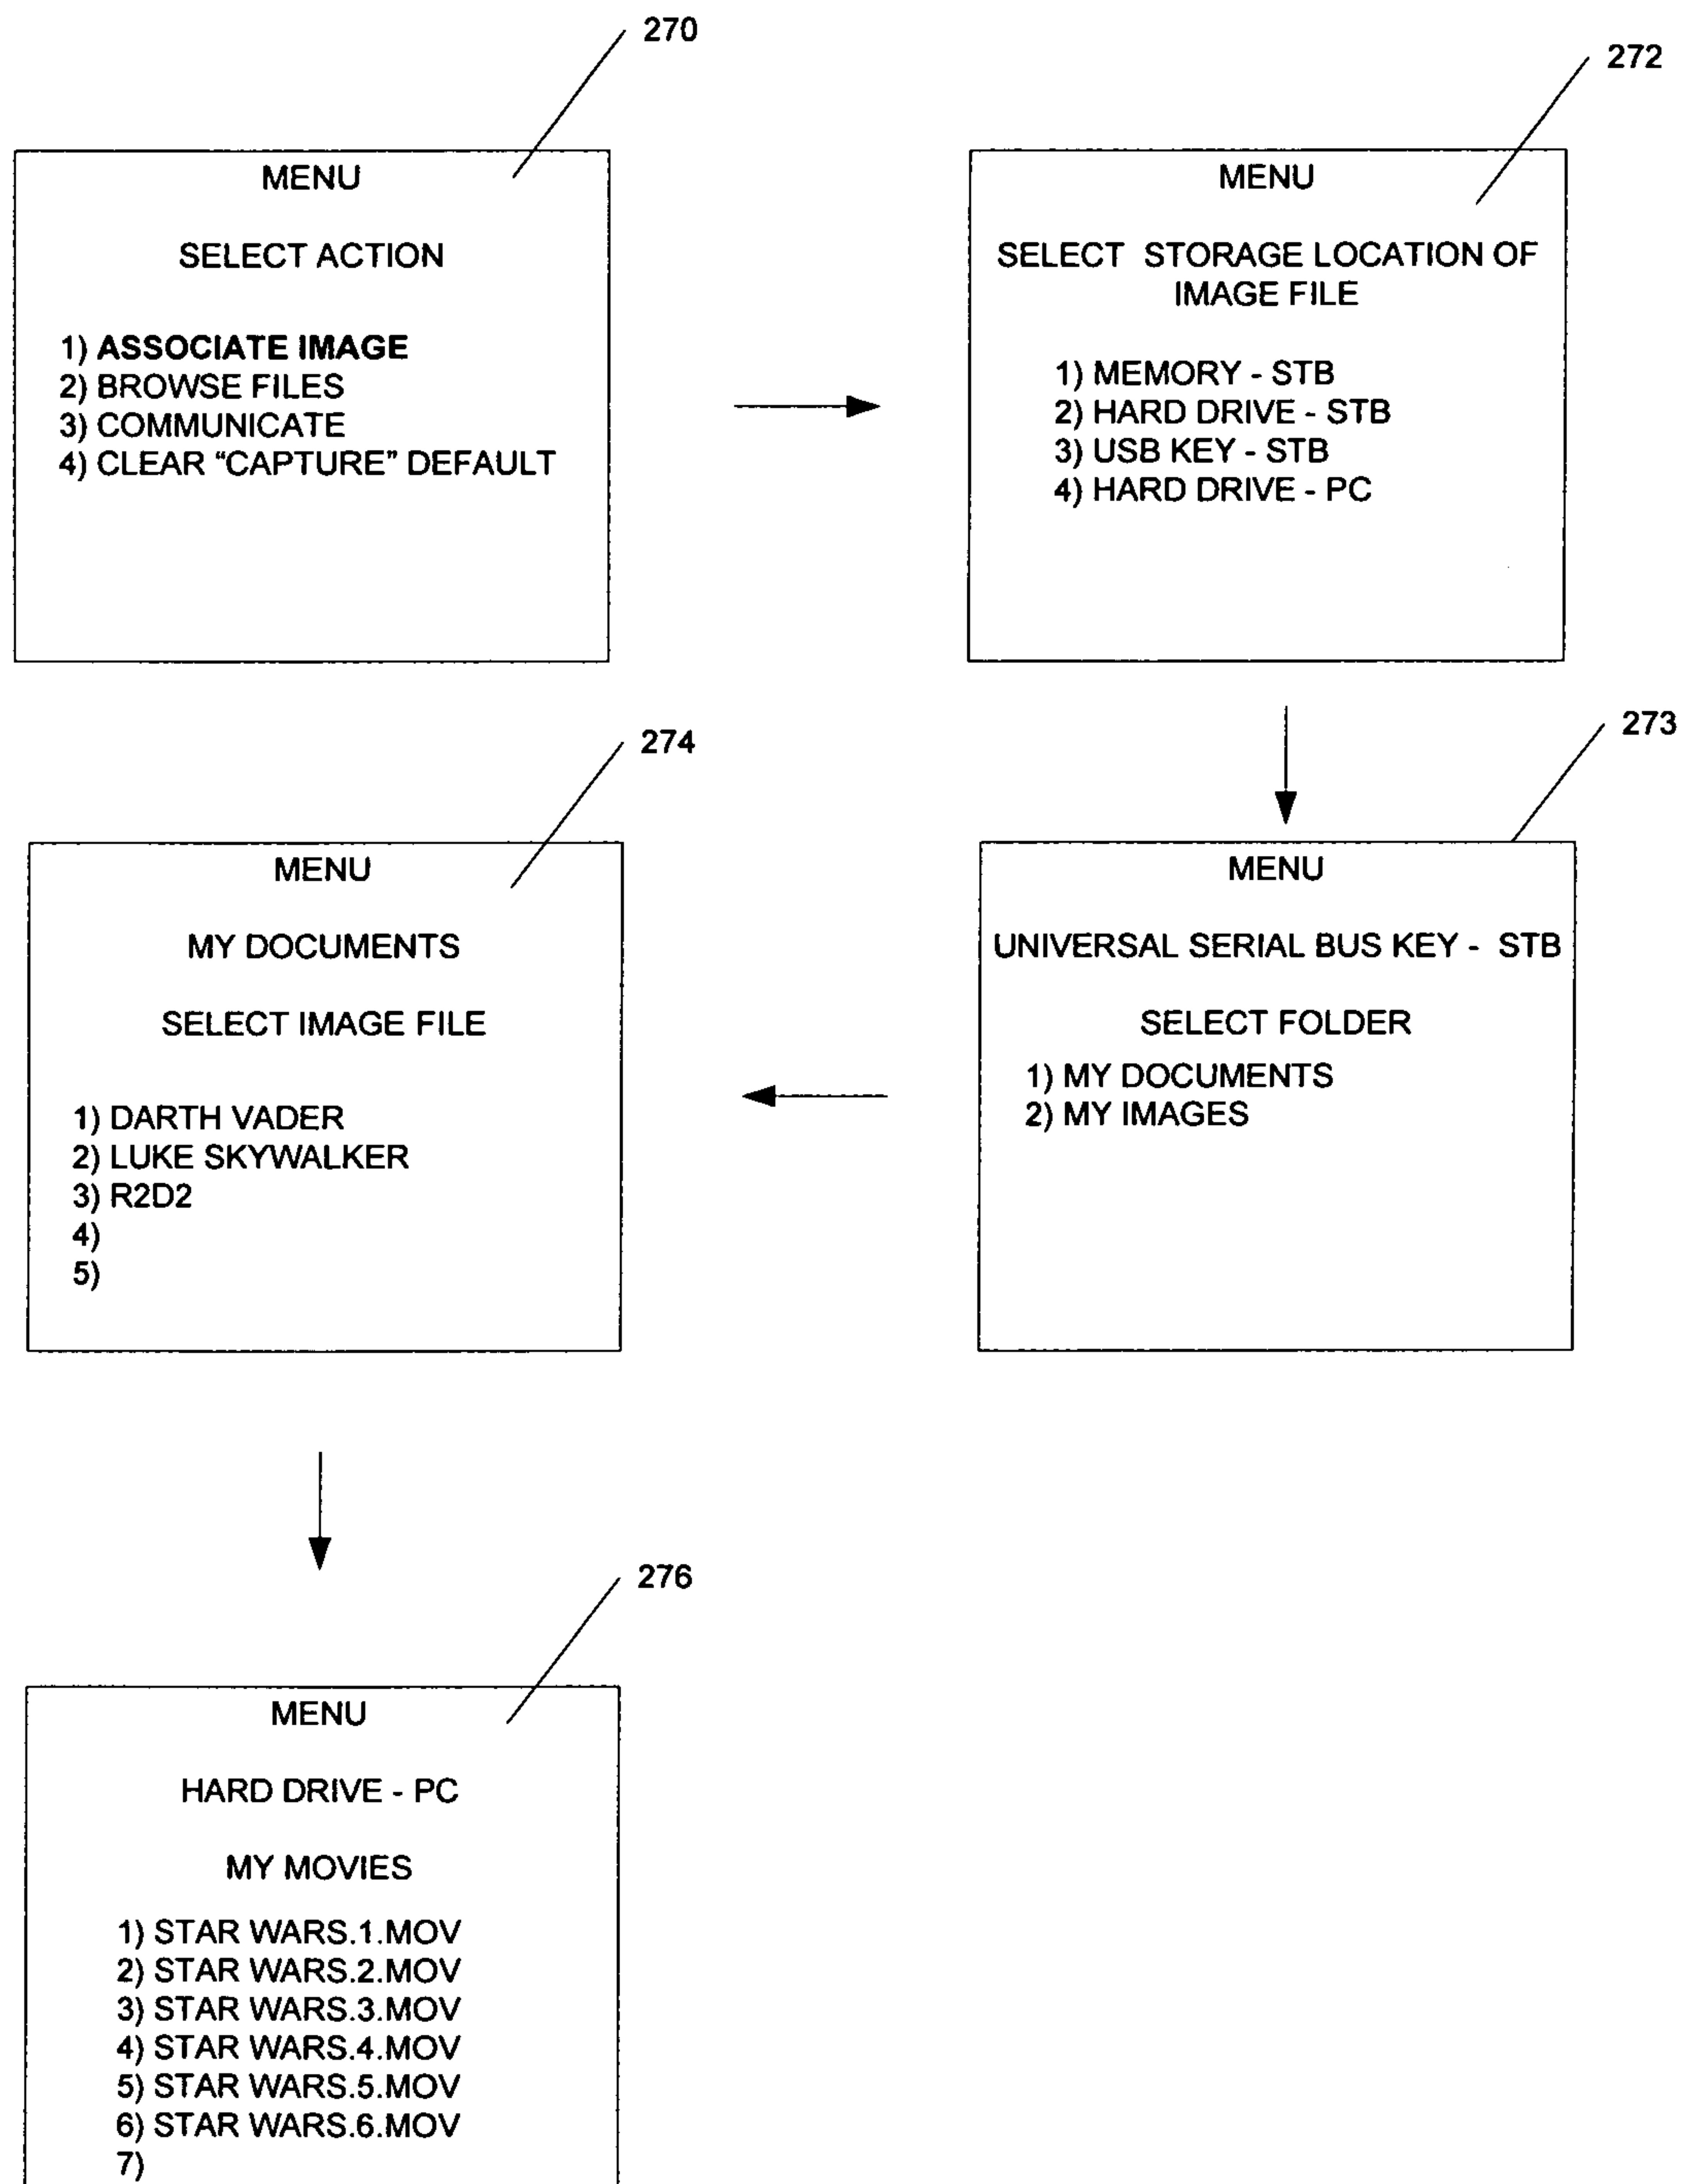 270
MENU
SELECT ACTION
1) ASSOCIATE IMAGE
2) BROWSE FILES
3) COMMUNICATE
4) CLEAR “CAPTURE” DEFAULT
272
MENU
SELECT STORAGE LOCATION OF
IMAGE FILE
1) MEMORY - STB
2) HARD DRIVE - STB
3) USB KEY - STB
4) HARD DRIVE - PC
273
MENU
UNIVERSAL SERIAL BUS KEY - STB
SELECT FOLDER
1) MY DOCUMENTS
2) MY IMAGES
274
MENU
MY DOCUMENTS
SELECT IMAGE FILE
1) DARTH VADER
2) LUKE SKYWALKER
3) R2D2
4)
5)
276
MENU
HARD DRIVE - PC
MY MOVIES
1) STAR WARS.1.MOV
2) STAR WARS.2.MOV
3) STAR WARS.3.MOV
4) STAR WARS.4.MOV
5) STAR WARS.5.MOV
6) STAR WARS.6.MOV
7)